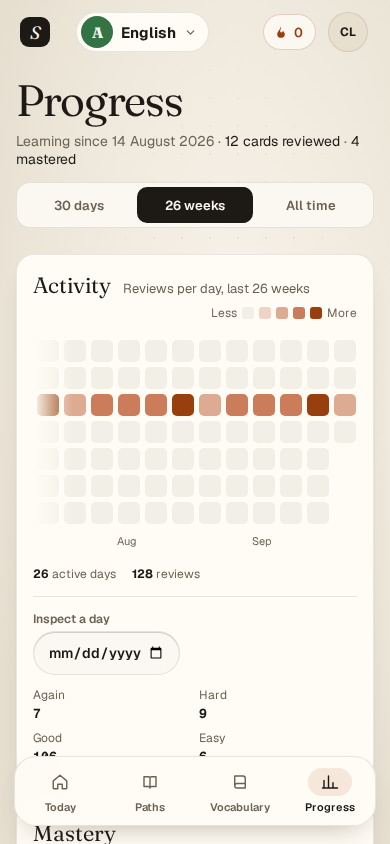 S
A English
0
CL
Progress
Learning since 14 August 2026 · 12 cards reviewed · 4
mastered
30 days
26 weeks
All time
Activity Reviews per day, last 26 weeks
Less More
Aug Sep
26 active days 128 reviews
Inspect a day
mm/dd/yyyy
Again Hard
7 9
Good Easy
106 6
Today Paths Vocabulary Progress
Mastery